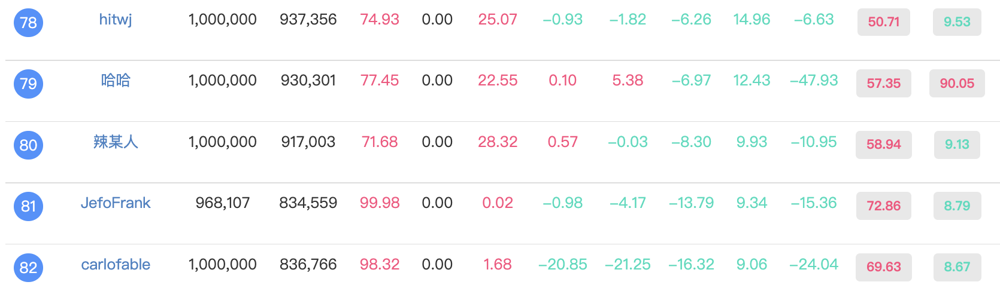 78 hitwj 1,000,000 937,356 74.93 0.00 25.07 −0.93 −1.82 −6.26 14.96 −6.63 50.71 9.53
79 哈哈 1,000,000 930,301 77.45 0.00 22.55 0.10 5.38 −6.97 12.43 −47.93 57.35 90.05
80 辣某人 1,000,000 917,003 71.68 0.00 28.32 0.57 −0.03 −8.30 9.93 −10.95 58.94 9.13
81 JefoFrank 968,107 834,559 99.98 0.00 0.02 −0.98 −4.17 −13.79 9.34 −15.36 72.86 8.79
82 carlofable 1,000,000 836,766 98.32 0.00 1.68 −20.85 −21.25 −16.32 9.06 −24.04 69.63 8.67